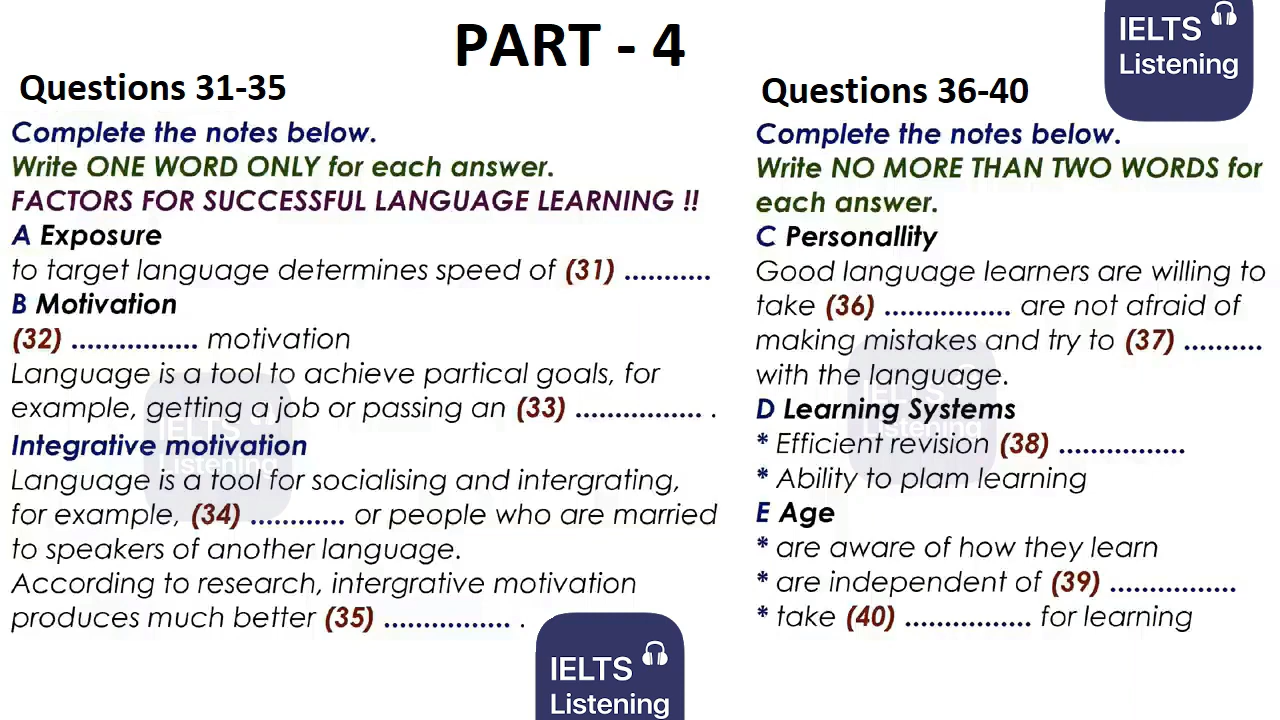 PART - 4
IELTS
Listening
Questions 31-35
Complete the notes below.
Write ONE WORD ONLY for each answer.
FACTORS FOR SUCCESSFUL LANGUAGE LEARNING !!
A Exposure
to target language determines speed of (31) ...........
B Motivation
(32) ................ motivation
Language is a tool to achieve partical goals, for
example, getting a job or passing an (33) ................ .
Integrative motivation
Language is a tool for socialising and intergrating,
for example, (34) ............ or people who are married
to speakers of another language.
According to research, intergrative motivation
produces much better (35) ................ .
Questions 36-40
Complete the notes below.
Write NO MORE THAN TWO WORDS for
each answer.
C Personallity
Good language learners are willing to
take (36) ................ are not afraid of
making mistakes and try to (37) ..........
with the language.
D Learning Systems
* Efficient revision (38) ................
* Ability to plam learning
E Age
* are aware of how they learn
* are independent of (39) ................
* take (40) ................ for learning
IELTS
Listening
IELTS
Listening
IELTS
Listening